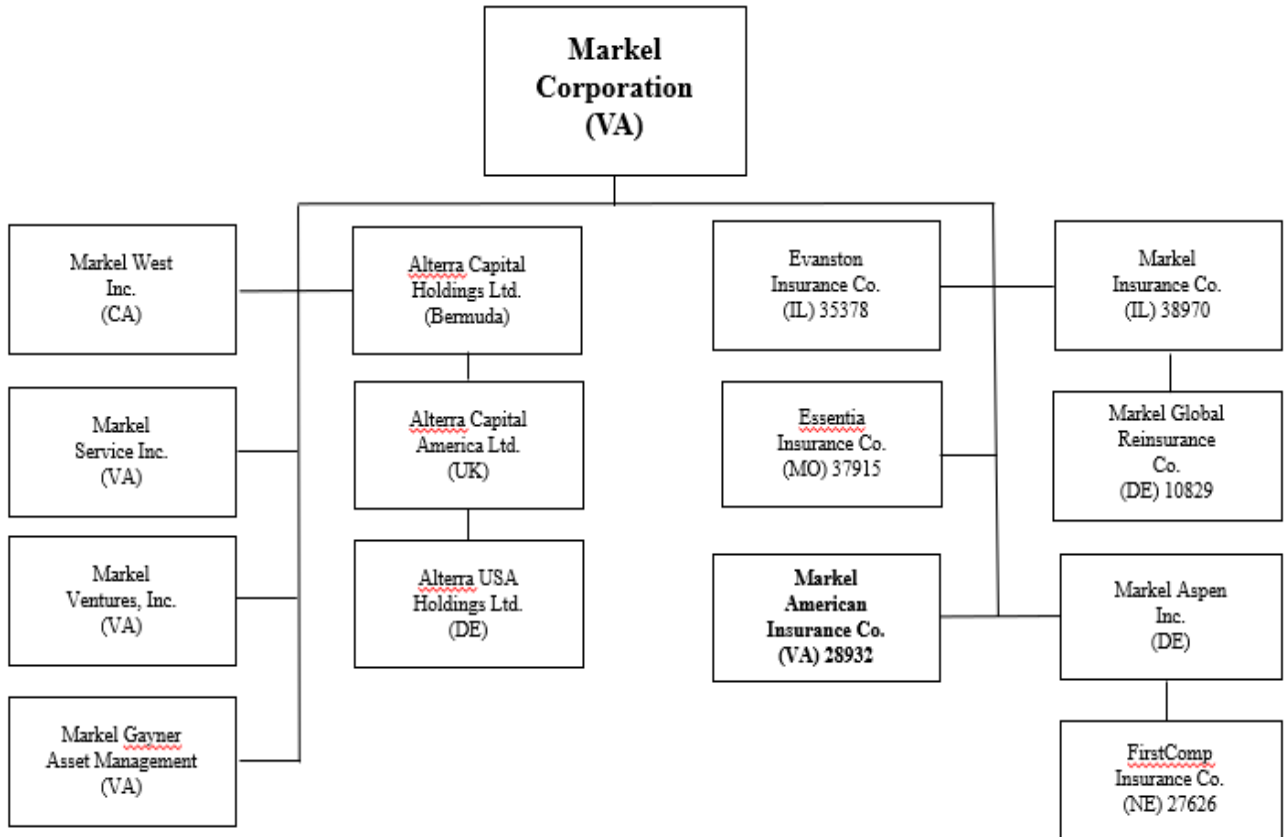 Markel
Corporation
(VA)
Markel West
Inc.
(CA)
Alterra Capital
Holdings Ltd.
(Bermuda)
Evanston
Insurance Co.
(IL) 35378
Markel
Insurance Co.
(IL) 38970
Markel
Service Inc.
(VA)
Alterra Capital
America Ltd.
(UK)
Essentia
Insurance Co.
(MO) 37915
Markel Global
Reinsurance
Co.
(DE) 10829
Markel
Ventures, Inc.
(VA)
Alterra USA
Holdings Ltd.
(DE)
Markel
American
Insurance Co.
(VA) 28932
Markel Aspen
Inc.
(DE)
Markel Gayner
Asset Management
(VA)
FirstComp
Insurance Co.
(NE) 27626